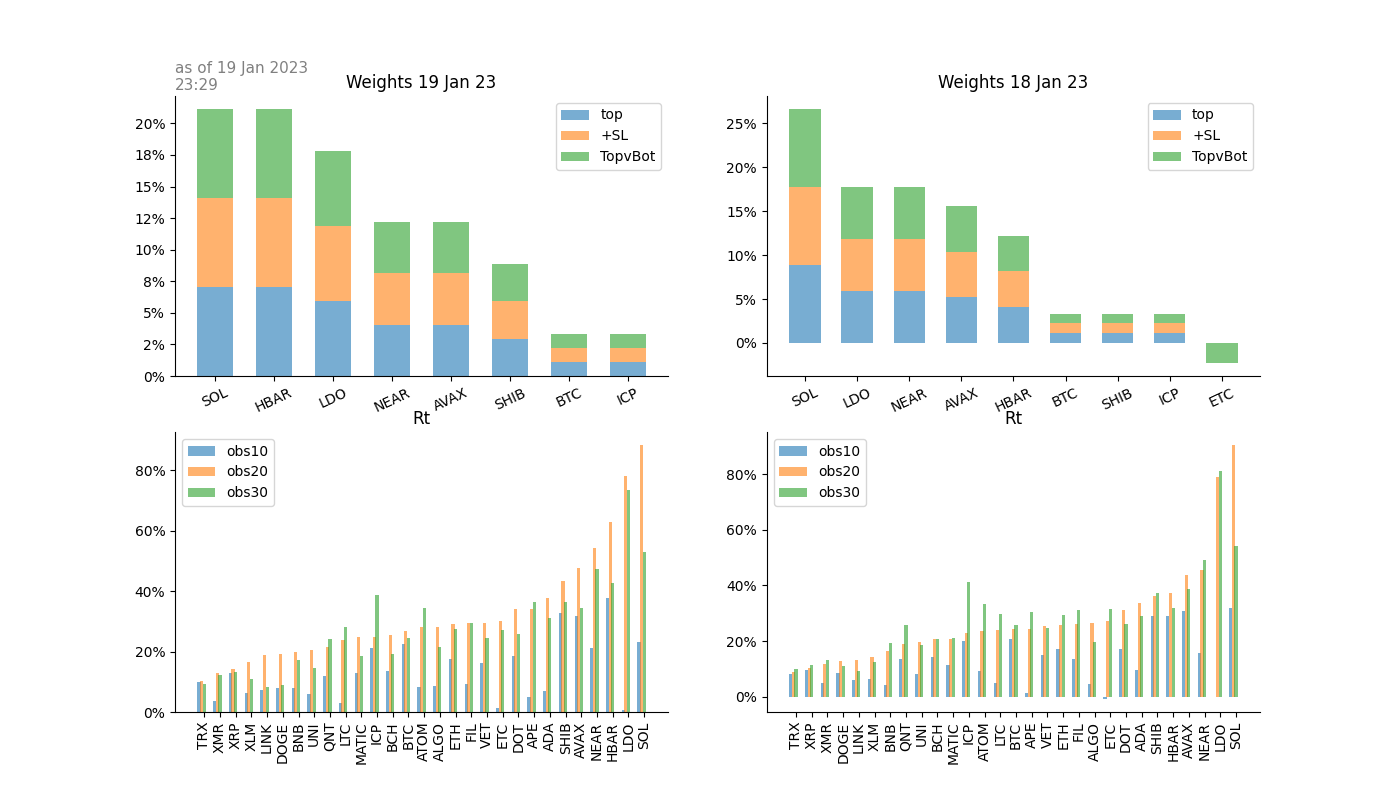 as of 19 Jan 2023
23:29
Weights 19 Jan 23
20%
18%
15%
12%
10%
8%
5%
2%
0%
top
+SL
TopvBot
SOL HBAR LDO NEAR AVAX SHIB BTC ICP
Weights 18 Jan 23
25%
20%
15%
10%
5%
0%
top
+SL
TopvBot
SOL LDO NEAR AVAX HBAR BTC SHIB ICP ETC
Rt
80%
60%
40%
20%
0%
obs10
obs20
obs30
TRX XMR XRP XLM LINK DOGE BNB UNI QNT LTC MATIC ICP BCH BTC ATOM ALGO ETH FIL VET ETC DOT APE ADA SHIB AVAX NEAR HBAR LDO SOL
Rt
80%
60%
40%
20%
0%
obs10
obs20
obs30
TRX XRP XMR DOGE LINK XLM BNB QNT UNI BCH MATIC ICP ATOM LTC BTC APE VET ETH FIL ALGO ETC DOT ADA SHIB HBAR AVAX NEAR LDO SOL